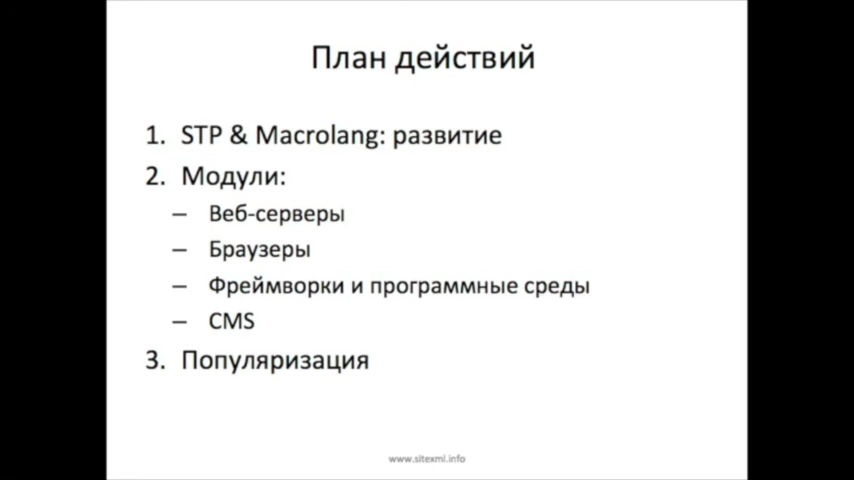 План действий
1. STP & Macrolang: развитие
2. Модули:
– Веб-серверы
– Браузеры
– Фреймворки и программные среды
– CMS
3. Популяризация
www.sitexml.info